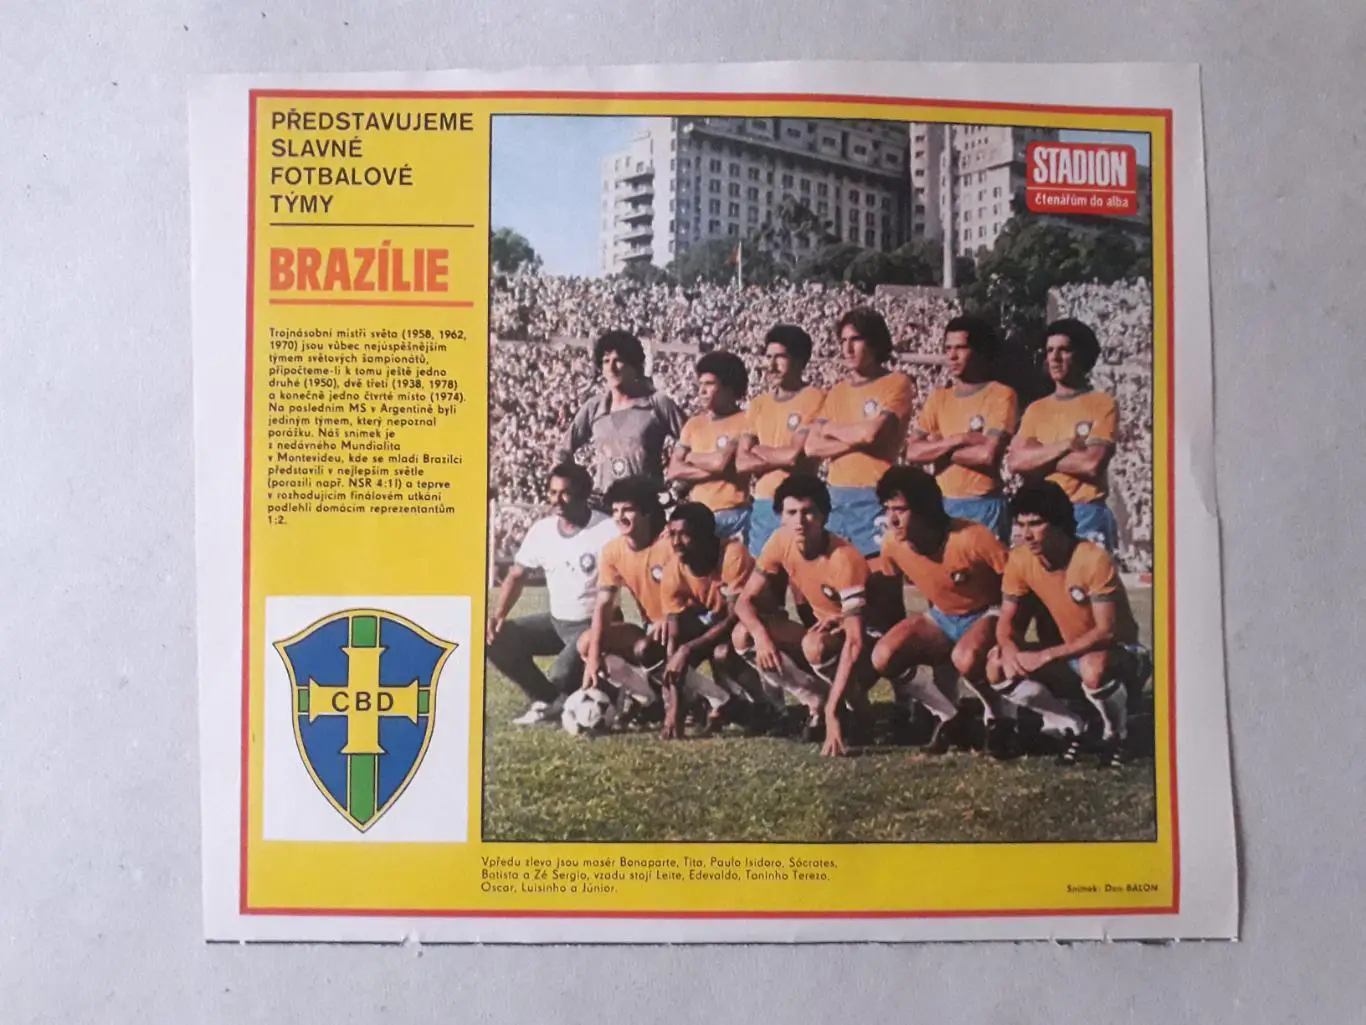 PŘEDSTAVUJEME
SLAVNÉ
FOTBALOVÉ
TÝMY
BRAZÍLIE
Trojnásobní mistři světa (1958, 1962,
1970) jsou vůbec nejúspěšnějším
týmem světových šampionátů,
připočteme-li k tomu ještě jedno
druhé (1950), dvě třetí (1938, 1978)
a konečně jedno čtvrté místo (1974).
Na posledním MS v Argentině byli
jediným týmem, který nepoznal
porážku. Náš snímek je
z nedávného Mundialita
v Montevideu, kde se mladí Brazilci
představili v nejlepším světle
(porazili např. NSR 4:1!) a teprve
v rozhodujícím finálovém utkání
podlehli domácím reprezentantům
1:2.
CBD
STADIÓN
čtenářům do alba
Vpředu zleva jsou masér Bonaparte, Tita, Paulo Isidoro, Sócrates,
Batista a Zé Sergio, vzadu stojí Leite, Edevaldo, Toninho Terezo,
Oscar, Luisinho a Júnior.
Snímek: Don BALON